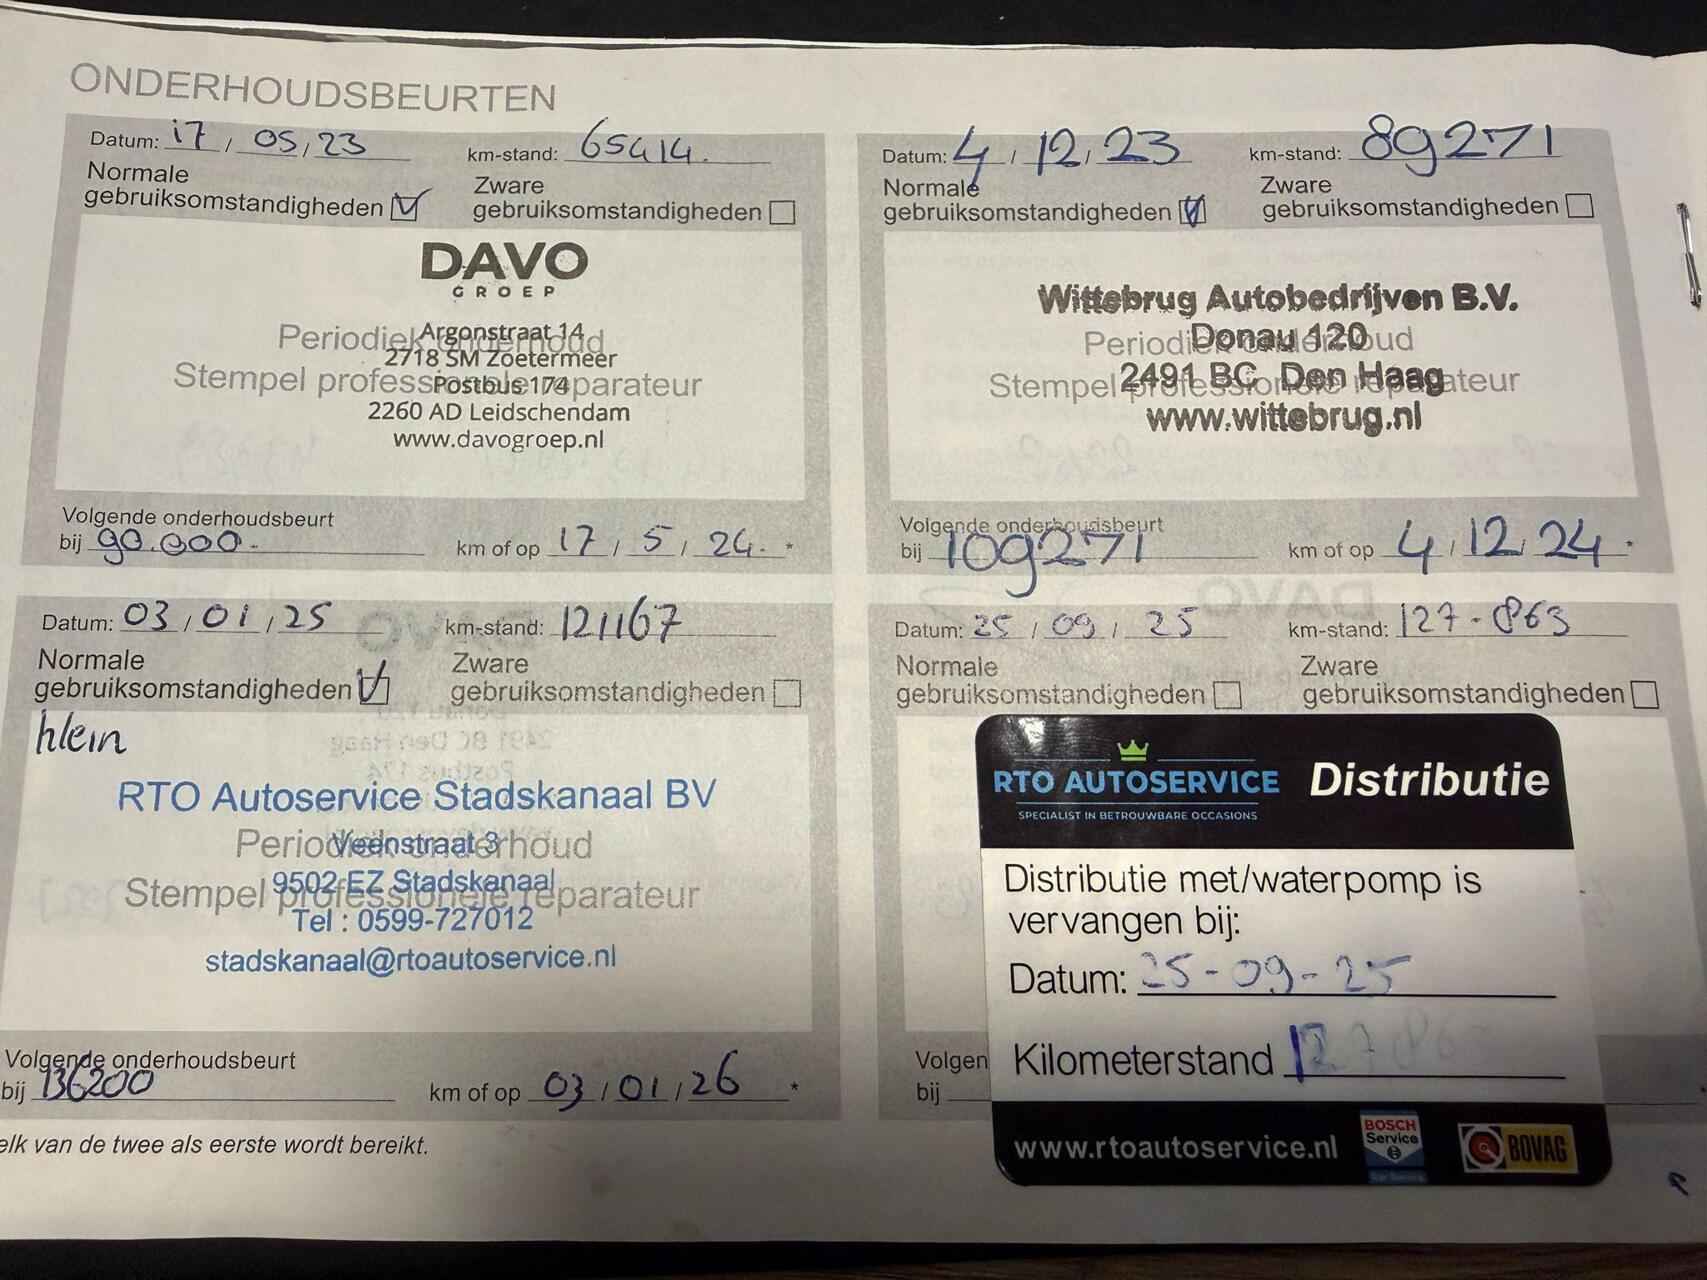 ONDERHOUDSBEURTEN
Datum: 17 / 05 / 23 km-stand: 65414.
Normale gebruiksomstandigheden Zware gebruiksomstandigheden
DAVO
GROEP
Periodiek onderhoud
Argonstraat 14
2718 SM Zoetermeer
Stempel professionele reparateur
Postbus 174
2260 AD Leidschendam
www.davogroep.nl
Volgende onderhoudsbeurt
bij 90.000.- km of op 17 / 5 / 24. *
Datum: 4 / 12 / 23 km-stand: 89271
Normale gebruiksomstandigheden Zware gebruiksomstandigheden
Wittebrug Autobedrijven B.V.
Periodiek onderhoud
Donau 120
Stempel professionele reparateur
2491 BC Den Haag
www.wittebrug.nl
Volgende onderhoudsbeurt
bij 109271 km of op 4 / 12 / 24 *
Datum: 03 / 01 / 25 km-stand: 121167
Normale gebruiksomstandigheden Zware gebruiksomstandigheden
klein
RTO Autoservice Stadskanaal BV
Periodiek onderhoud
Veenstraat 3
9502 EZ Stadskanaal
Stempel professionele reparateur
Tel : 0599-727012
stadskanaal@rtoautoservice.nl
Volgende onderhoudsbeurt
bij 136200 km of op 03 / 01 / 26 *
elk van de twee als eerste wordt bereikt.
Datum: 25 / 09 / 25 km-stand: 127-863
Normale gebruiksomstandigheden Zware gebruiksomstandigheden
RTO AUTOSERVICE Distributie
SPECIALIST IN BETROUWBARE OCCASIONS
Distributie met/waterpomp is
vervangen bij:
Datum: 25-09-25
Kilometerstand 12786
www.rtoautoservice.nl
BOSCH
Service
BOVAG
Volgen
bij